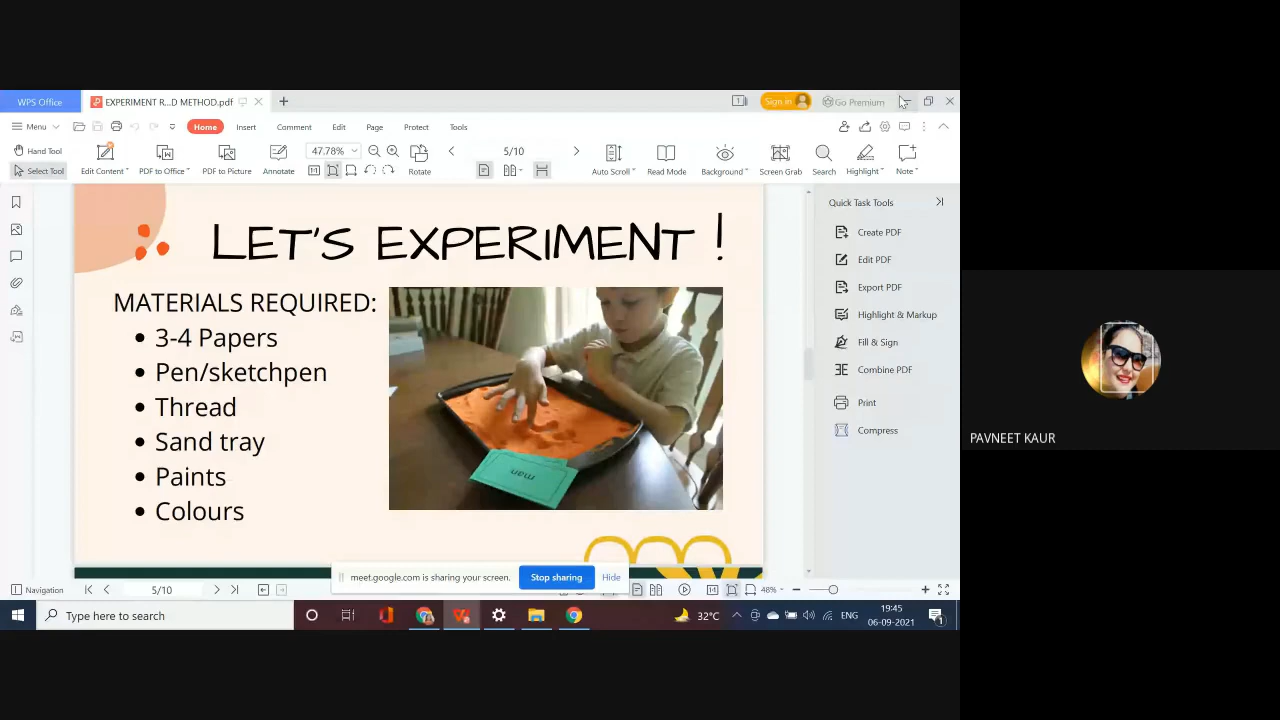 WPS Office
EXPERIMENT R...D METHOD.pdf
1
Sign in
Go Premium
Menu
Home
Insert
Comment
Edit
Page
Protect
Tools
Hand Tool
Select Tool
Edit Content
PDF to Office
PDF to Picture
Annotate
47.78%
Rotate
5/10
Auto Scroll
Read Mode
Background
Screen Grab
Search
Highlight
Note
Quick Task Tools
Create PDF
Edit PDF
Export PDF
Highlight & Markup
Fill & Sign
Combine PDF
Print
Compress
LET'S EXPERIMENT !
MATERIALS REQUIRED:
3-4 Papers
Pen/sketchpen
Thread
Sand tray
Paints
Colours
man
PAVNEET KAUR
meet.google.com is sharing your screen.
Stop sharing
Hide
Navigation
5/10
48%
Type here to search
32°C
ENG
19:45
06-09-2021
1